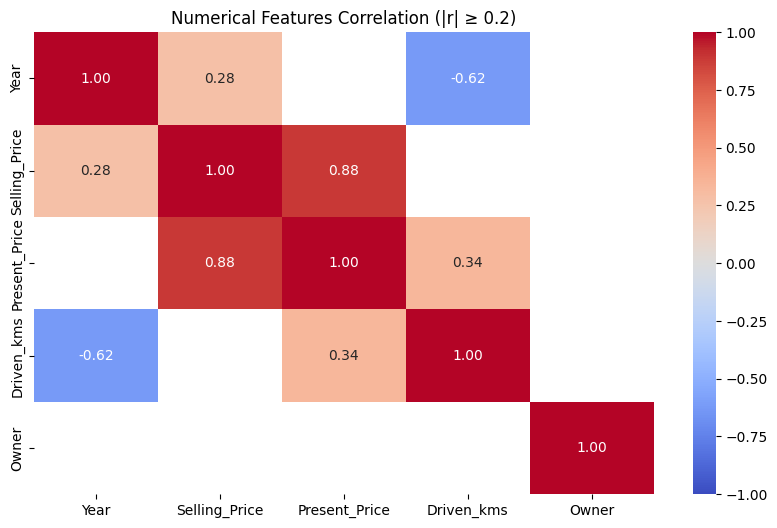 Numerical Features Correlation (|r| ≥ 0.2)
Year 1.00 0.28 -0.62
Selling_Price 0.28 1.00 0.88
Present_Price 0.88 1.00 0.34
Driven_kms -0.62 0.34 1.00
Owner 1.00
Year Selling_Price Present_Price Driven_kms Owner
1.00
0.75
0.50
0.25
0.00
−0.25
−0.50
−0.75
−1.00